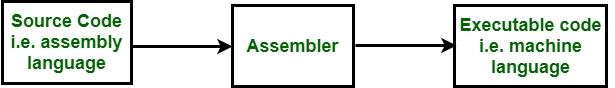 Source Code
i.e. assembly
language
Assembler
Executable code
i.e. machine
language